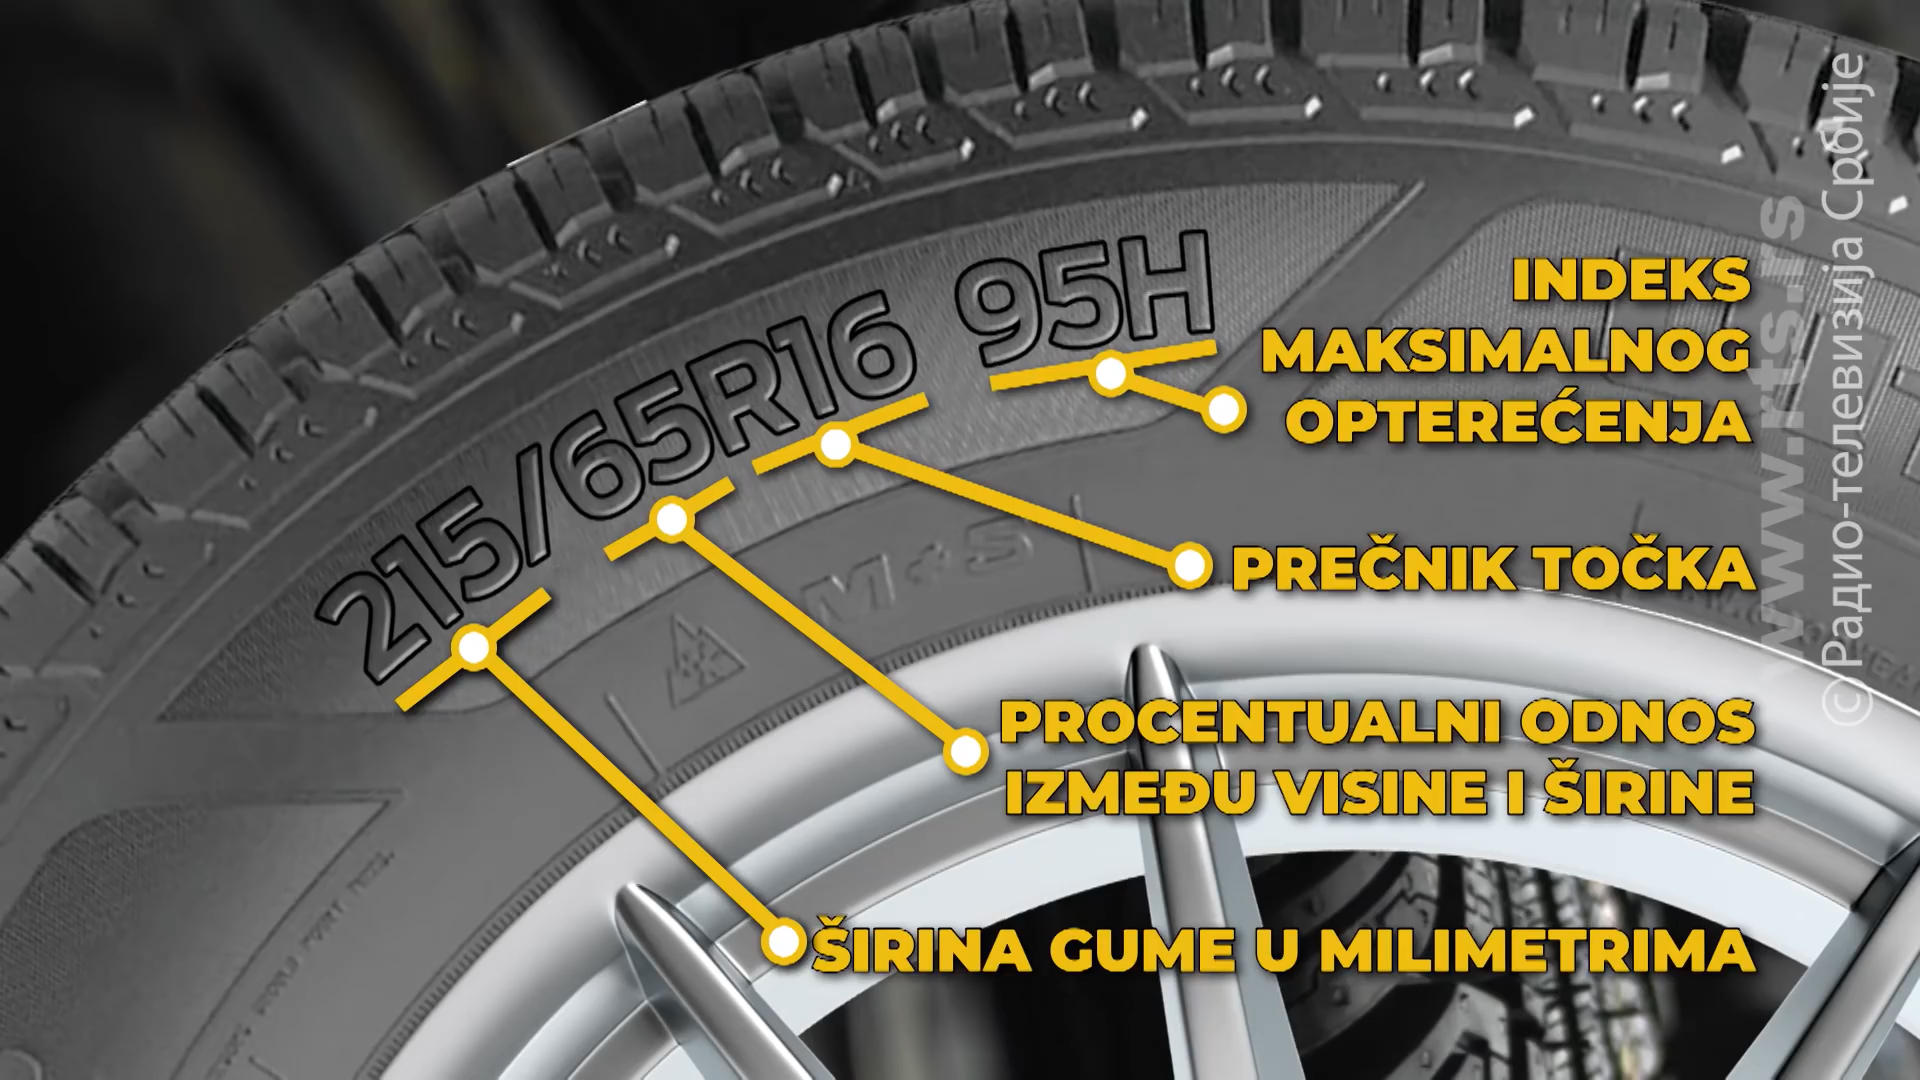 215/65R16 95H
INDEKS
MAKSIMALNOG
OPTEREĆENJA
M+S
PREČNIK TOČKA
PROCENTUALNI ODNOS
IZMEĐU VISINE I ŠIRINE
ŠIRINA GUME U MILIMETRIMA
www.rts.rs
© Радио-телевизија Србије